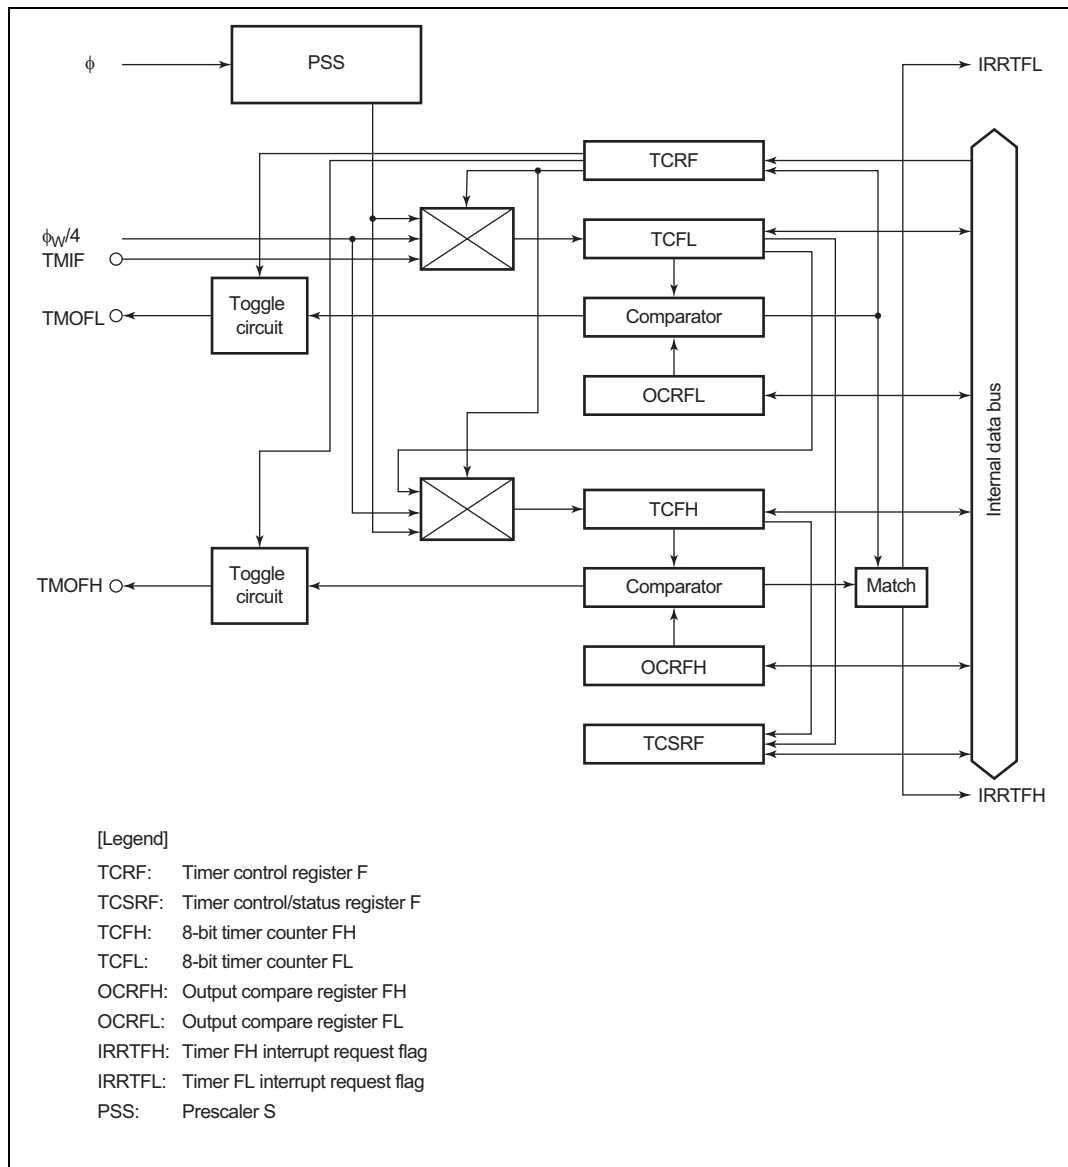 φ
PSS
IRRTFL
TCRF
φW/4
TMIF
TCFL
TMOFL
Toggle
circuit
Comparator
OCRFL
Internal data bus
TCFH
TMOFH
Toggle
circuit
Comparator
Match
OCRFH
TCSRF
IRRTFH
[Legend]
TCRF: Timer control register F
TCSRF: Timer control/status register F
TCFH: 8-bit timer counter FH
TCFL: 8-bit timer counter FL
OCRFH: Output compare register FH
OCRFL: Output compare register FL
IRRTFH: Timer FH interrupt request flag
IRRTFL: Timer FL interrupt request flag
PSS: Prescaler S